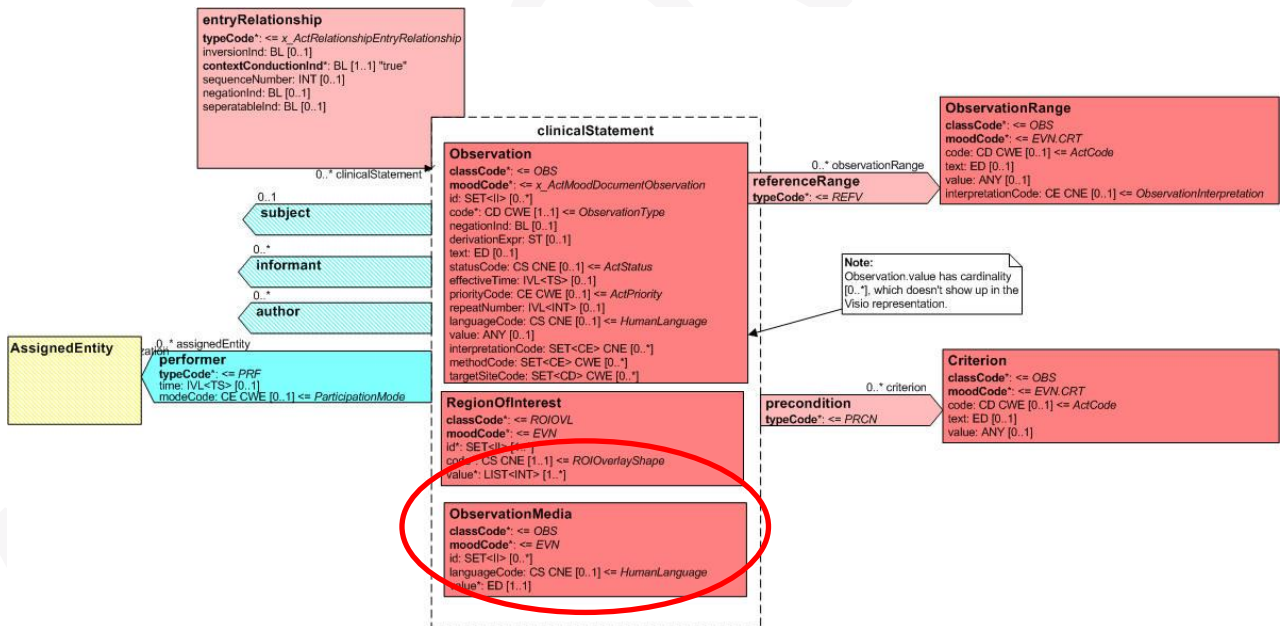 entryRelationship
typeCode*: <= x_ActRelationshipEntryRelationship
inversionInd: BL [0..1]
contextConductionInd*: BL [1..1] "true"
sequenceNumber: INT [0..1]
negationInd: BL [0..1]
seperatableInd: BL [0..1]
0..* clinicalStatement
clinicalStatement
Observation
classCode*: <= OBS
moodCode*: <= x_ActMoodDocumentObservation
id: SET<II> [0..*]
code*: CD CWE [1..1] <= ObservationType
negationInd: BL [0..1]
derivationExpr: ST [0..1]
text: ED [0..1]
statusCode: CS CNE [0..1] <= ActStatus
effectiveTime: IVL<TS> [0..1]
priorityCode: CE CWE [0..1] <= ActPriority
repeatNumber: IVL<INT> [0..1]
languageCode: CS CNE [0..1] <= HumanLanguage
value: ANY [0..1]
interpretationCode: SET<CE> CNE [0..*]
methodCode: SET<CE> CWE [0..*]
targetSiteCode: SET<CD> CWE [0..*]
0..1
subject
0..*
informant
0..*
author
AssignedEntity
0..* assignedEntity
performer
typeCode*: <= PRF
time: IVL<TS> [0..1]
modeCode: CE CWE [0..1] <= ParticipationMode
RegionOfInterest
classCode*: <= ROIOVL
moodCode*: <= EVN
id*: SET<II> [1..*]
code*: CS CNE [1..1] <= ROIOverlayShape
value*: LIST<INT> [1..*]
ObservationMedia
classCode*: <= OBS
moodCode*: <= EVN
id: SET<II> [0..*]
languageCode: CS CNE [0..1] <= HumanLanguage
value*: ED [1..1]
0..* observationRange
referenceRange
typeCode*: <= REFV
ObservationRange
classCode*: <= OBS
moodCode*: <= EVN.CRT
code: CD CWE [0..1] <= ActCode
text: ED [0..1]
value: ANY [0..1]
interpretationCode: CE CNE [0..1] <= ObservationInterpretation
Note:
Observation.value has cardinality
[0..*], which doesn't show up in the
Visio representation.
0..* criterion
precondition
typeCode*: <= PRCN
Criterion
classCode*: <= OBS
moodCode*: <= EVN.CRT
code: CD CWE [0..1] <= ActCode
text: ED [0..1]
value: ANY [0..1]